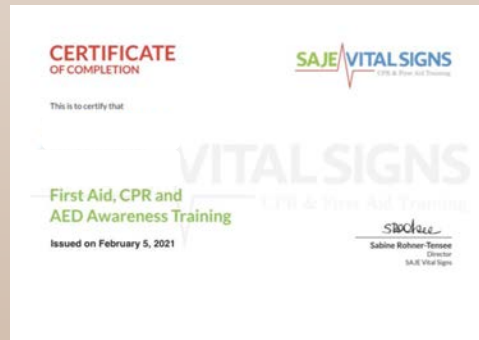 CERTIFICATE
OF COMPLETION
SAJE VITAL SIGNS
CPR & First Aid Training
This is to certify that
VITAL SIGNS
CPR & First Aid Training
First Aid, CPR and
AED Awareness Training
Issued on February 5, 2021
Sabine Rohner-Tensee
Director
SAJE Vital Signs